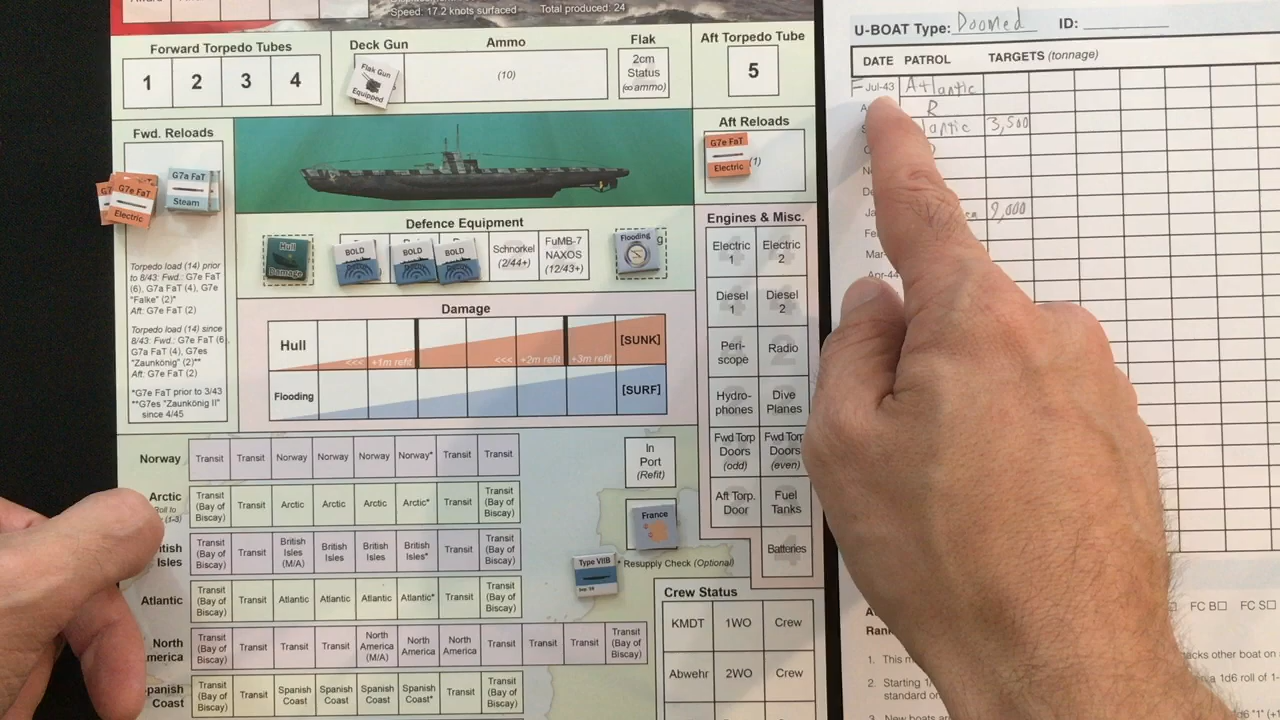 Speed: 17.2 knots surfaced Total produced: 24
Forward Torpedo Tubes
1 2 3 4
Deck Gun Ammo
Flak Gun
Equipped
(10)
Flak
2cm
Status
(∞ ammo)
Aft Torpedo Tube
5
Fwd. Reloads
G7e FaT
Electric
G7a FaT
Steam
Torpedo load (14) prior
to 8/43: Fwd.: G7e FaT
(6), G7a FaT (4), G7e
"Falke" (2)*
Aft: G7e FaT (2)
Torpedo load (14) since
8/43: Fwd.: G7e FaT (6)
G7a FaT (4), G7es
"Zaunkönig" (2)**
Aft: G7e FaT (2)
*G7e FaT prior to 3/43
**G7es "Zaunkönig II"
since 4/45
Aft Reloads
G7e FaT
Electric
(1)
Defence Equipment
Hull
Damage
BOLD
BOLD
BOLD
Schnorkel
(2/44+)
FuMB-7
NAXOS
(12/43+)
Flooding
Damage
Hull
<<< +1m refit <<< +2m refit +3m refit [SUNK]
Flooding [SURF]
Engines & Misc.
Electric
1
Electric
2
Diesel
1
Diesel
2
Peri-
scope
Radio
Hydro-
phones
Dive
Planes
Fwd Torp
Doors
(odd)
Fwd Torp
Doors
(even)
Aft Torp.
Door
Fuel
Tanks
Batteries
Norway Transit Transit Norway Norway Norway Norway* Transit Transit
Arctic Transit (Bay of Biscay) Transit Arctic Arctic Arctic Arctic* Transit Transit (Bay of Biscay)
Isles Transit (Bay of Biscay) Transit British Isles (M/A) British Isles British Isles British Isles* Transit Transit (Bay of Biscay)
Atlantic Transit (Bay of Biscay) Transit Atlantic Atlantic Atlantic Atlantic* Transit Transit (Bay of Biscay)
North Transit (Bay of Biscay) Transit Transit North America (M/A) North America North America Transit Transit Transit Transit (Bay of Biscay)
Coast Transit (Bay of Biscay) Transit Spanish Coast Spanish Coast Spanish Coast Spanish Coast* Transit Transit (Bay of Biscay)
In
Port
(Refit)
France
Type VIIB
* Resupply Check (Optional)
Crew Status
KMDT 1WO Crew
Abwehr 2WO Crew
U-BOAT Type: Doomed ID:
DATE PATROL TARGETS (tonnage)
F Jul-43 Atlantic
R
lantic 3,500
9,000
Apr-44
FC B☐ FC S☐